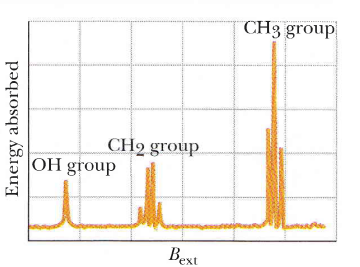 CH3 group
CH2 group
OH group
Energy absorbed
Bext